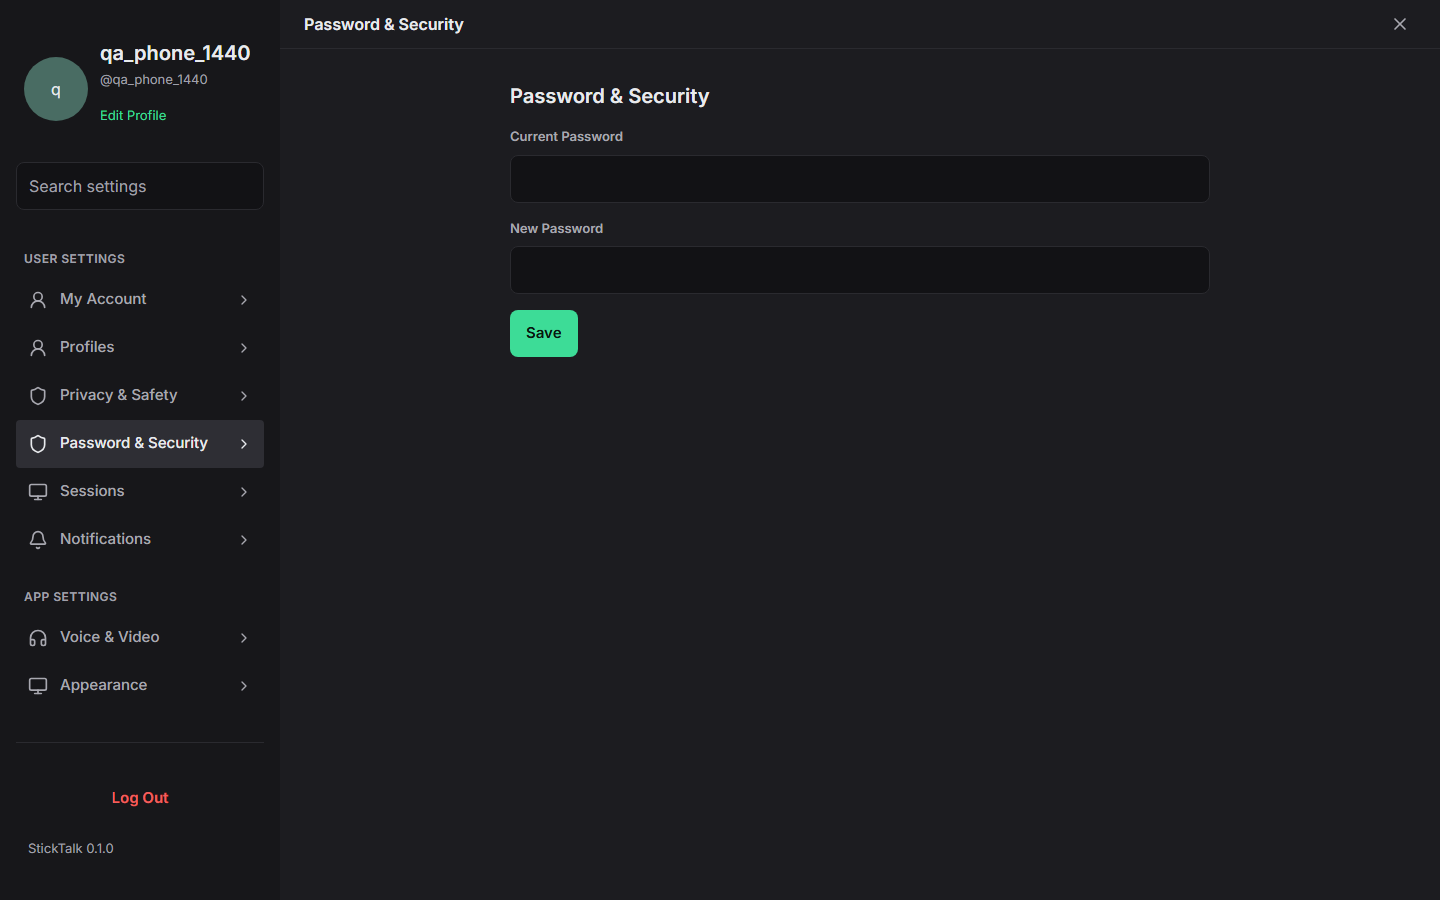 qa_phone_1440
@qa_phone_1440
Edit Profile
q
Search settings
USER SETTINGS
My Account
Profiles
Privacy & Safety
Password & Security
Sessions
Notifications
APP SETTINGS
Voice & Video
Appearance
Log Out
StickTalk 0.1.0
Password & Security
Password & Security
Current Password
New Password
Save